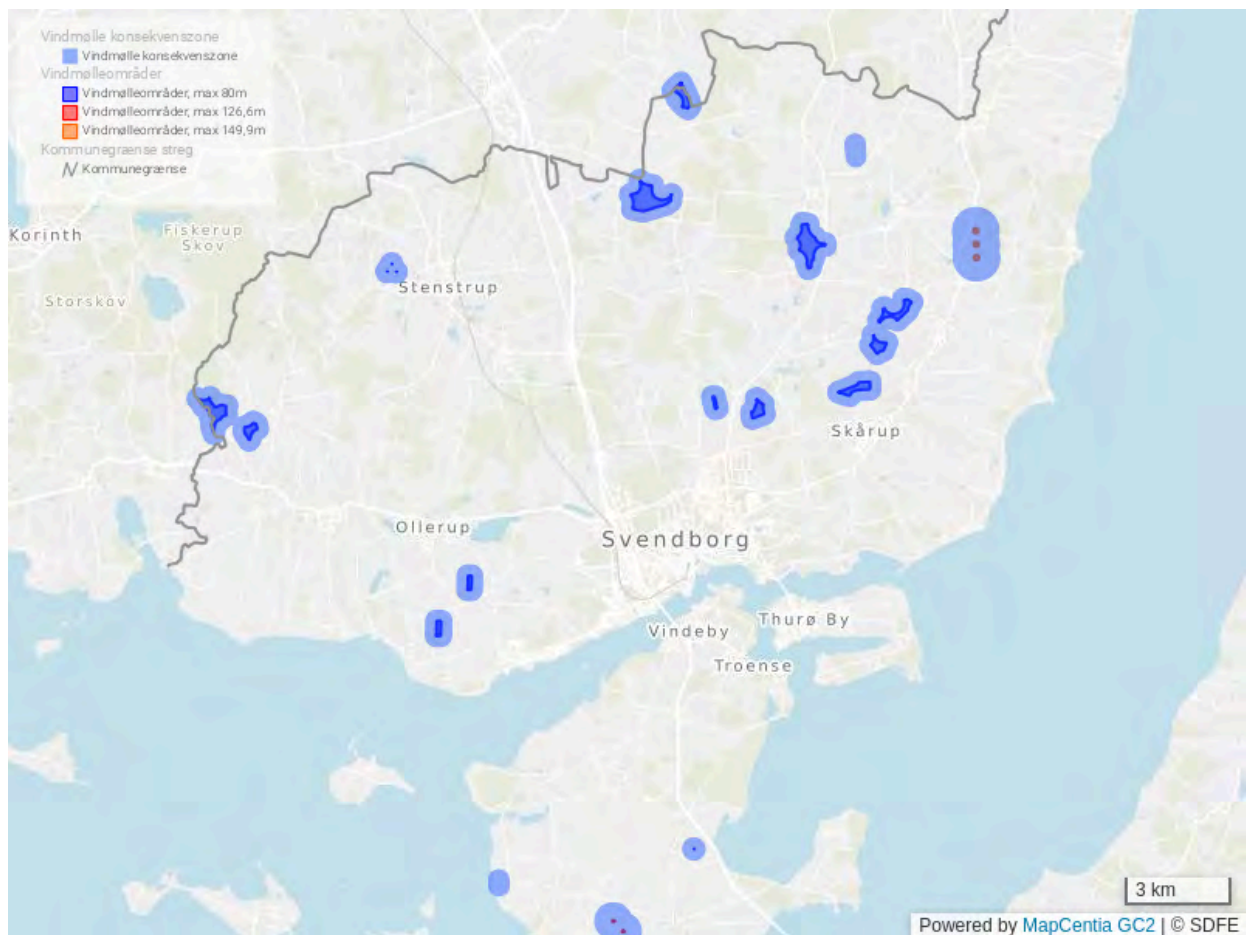 Vindmølle konsekvenszone
Vindmølle konsekvenszone
Vindmølleområder
Vindmølleområder, max 80m
Vindmølleområder, max 126,6m
Vindmølleområder, max 149,9m
Kommunegrænse streg
Kommunegrænse
Korinth
Fiskerup
Skov
Storskov
Stenstrup
Skårup
Ollerup
Svendborg
Vindeby
Thurø By
Troense
3 km
Powered by MapCentia GC2 | © SDFE